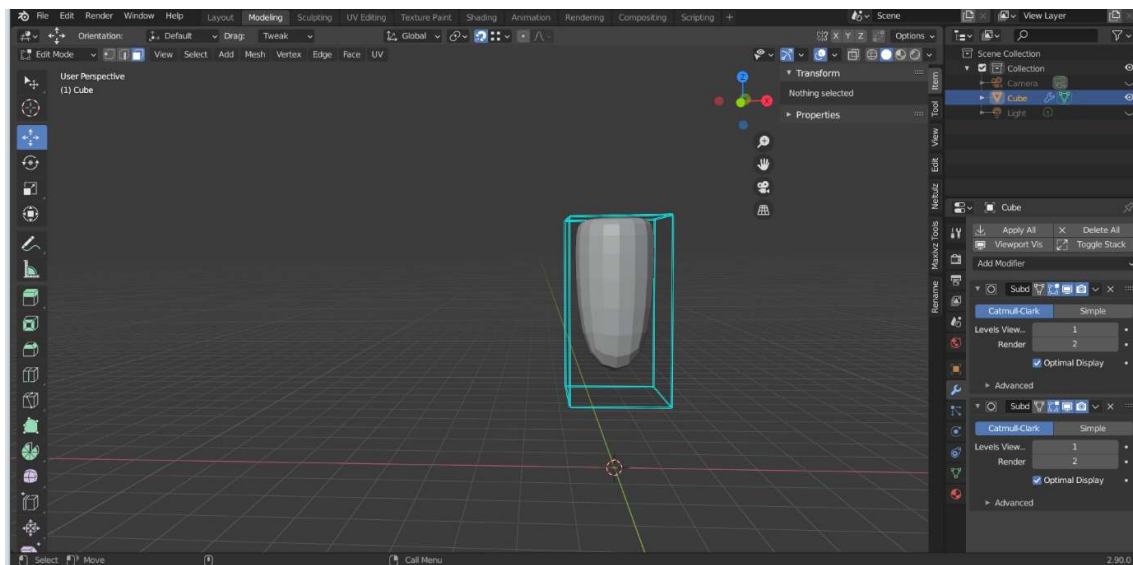 File Edit Render Window Help Layout Modeling Sculpting UV Editing Texture Paint Shading Animation Rendering Compositing Scripting + Scene View Layer
Orientation: Default Drag: Tweak Global X Y Z Options
Edit Mode View Select Add Mesh Vertex Edge Face UV
User Perspective
(1) Cube
Z
X
Transform
Nothing selected
Properties
Item
Tool
View
Edit
Neltulz
Maxivz Tools
Rename
Scene Collection
Collection
Camera
Cube
Light
Cube
Apply All Delete All
Viewport Vis Toggle Stack
Add Modifier
Subd
Catmull-Clark Simple
Levels View... 1
Render 2
Optimal Display
Advanced
Subd
Catmull-Clark Simple
Levels View... 1
Render 2
Optimal Display
Advanced
Select Move Call Menu 2.90.0